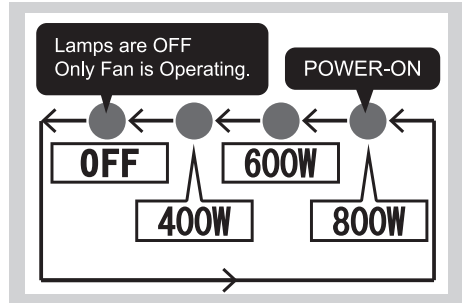 Lamps are OFF
Only Fan is Operating.
POWER-ON
OFF
600W
400W
800W